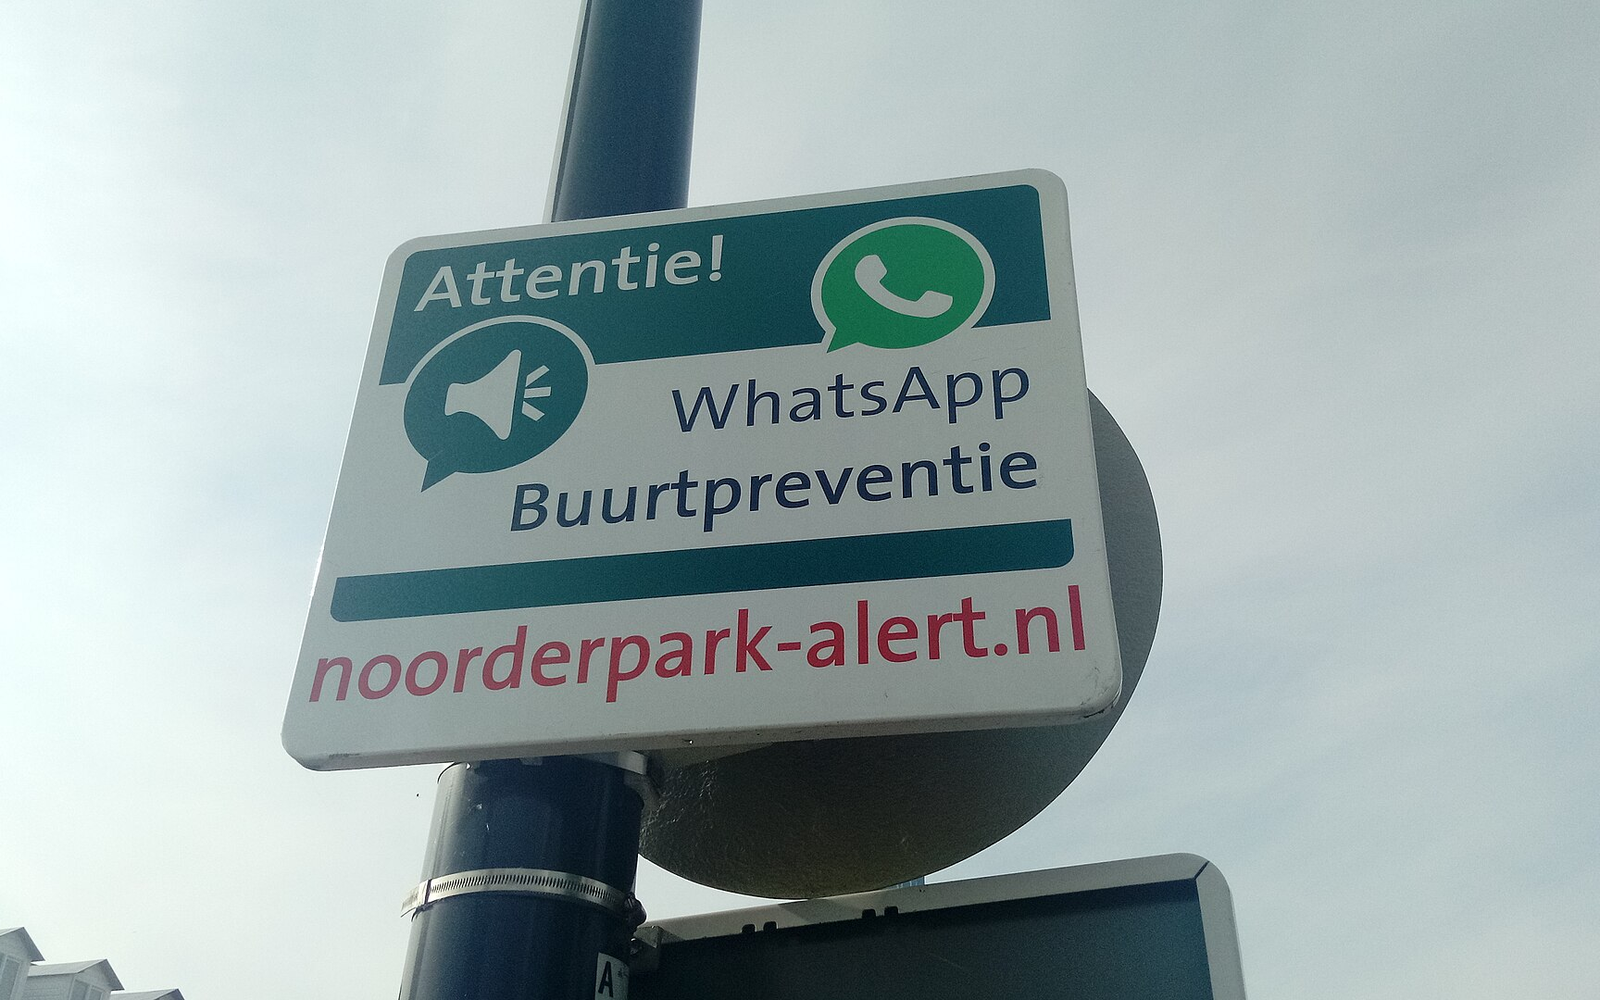 Attentie!
WhatsApp
Buurtpreventie
noorderpark-alert.nl
A